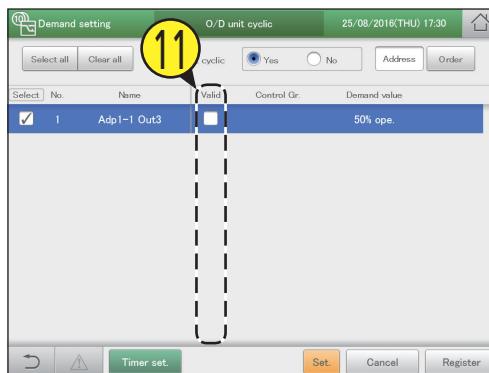 100 Demand setting O/D unit cyclic 25/08/2016(THU) 17:30
Select all Clear all 11 cyclic Yes No Address Order
Select No. Name Valid Control Gr. Demand value
1 Adp1-1 Out3 50% ope.
Timer set. Set. Cancel Register